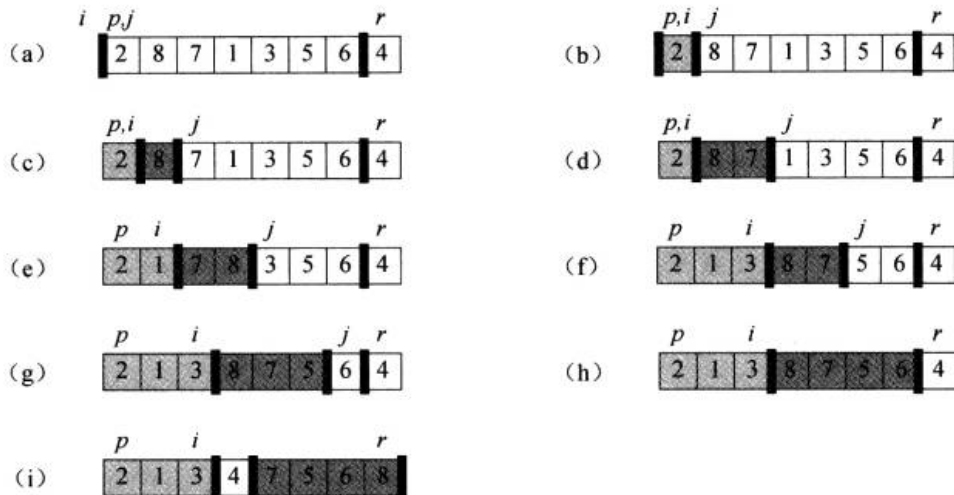 i p,j r
(a) 2 8 7 1 3 5 6 4
p,i j r
(b) 2 8 7 1 3 5 6 4
p,i j r
(c) 2 8 7 1 3 5 6 4
p,i j r
(d) 2 8 7 1 3 5 6 4
p i j r
(e) 2 1 7 8 3 5 6 4
p i j r
(f) 2 1 3 8 7 5 6 4
p i j r
(g) 2 1 3 8 7 5 6 4
p i r
(h) 2 1 3 8 7 5 6 4
p i r
(i) 2 1 3 4 7 5 6 8